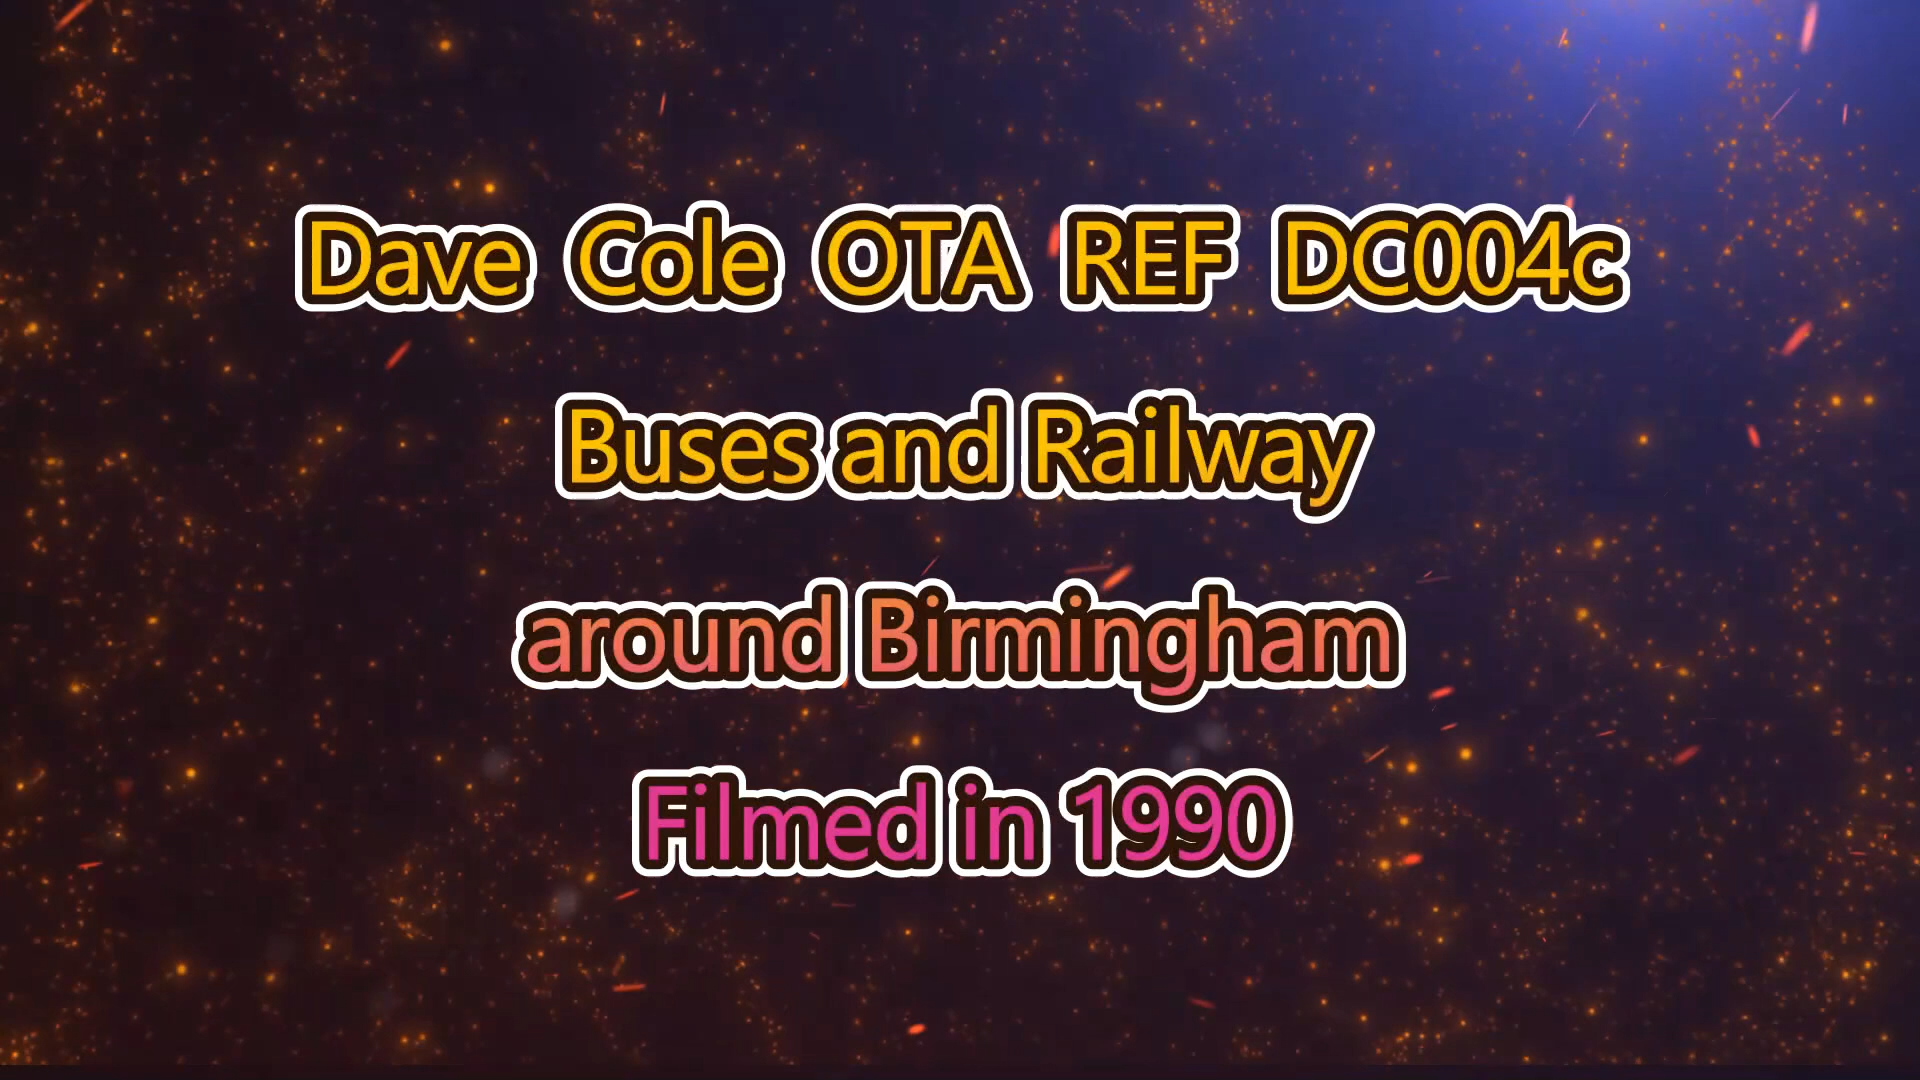 Dave Cole OTA REF DC004c
Buses and Railway
around Birmingham
Filmed in 1990